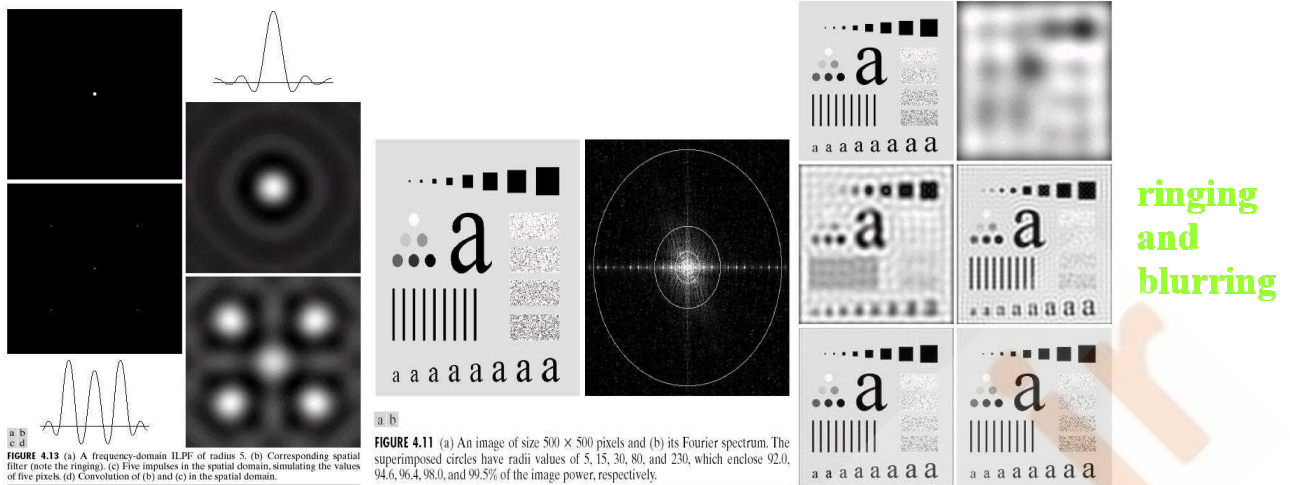 a b
c d
FIGURE 4.13 (a) A frequency-domain ILPF of radius 5. (b) Corresponding spatial
filter (note the ringing). (c) Five impulses in the spatial domain, simulating the values
of five pixels. (d) Convolution of (b) and (c) in the spatial domain.
a
a a a a a a a a
a b
FIGURE 4.11 (a) An image of size 500 × 500 pixels and (b) its Fourier spectrum. The
superimposed circles have radii values of 5, 15, 30, 80, and 230, which enclose 92.0,
94.6, 96.4, 98.0, and 99.5% of the image power, respectively.
a
a a a a a a a a
a
a
a a a a a a a a
a
a a a a a a a a
a
a a a a a a a a
ringing
and
blurring